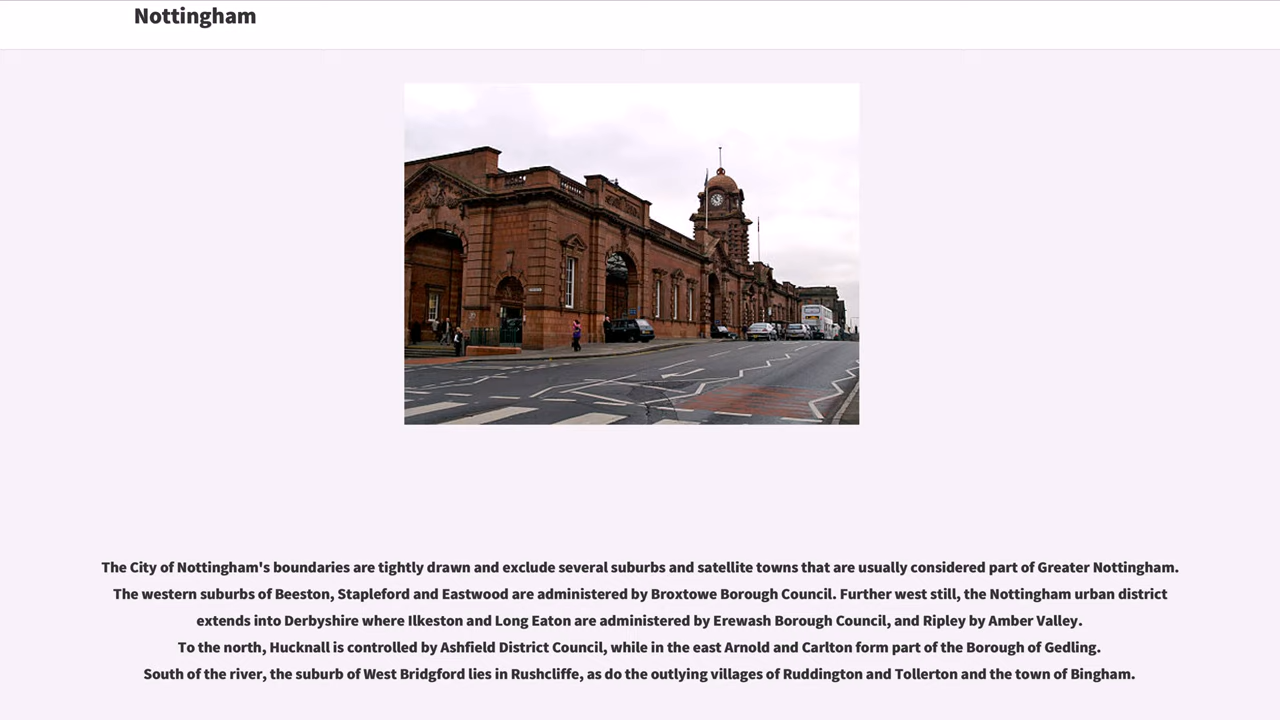 Nottingham
The City of Nottingham's boundaries are tightly drawn and exclude several suburbs and satellite towns that are usually considered part of Greater Nottingham.
The western suburbs of Beeston, Stapleford and Eastwood are administered by Broxtowe Borough Council. Further west still, the Nottingham urban district
extends into Derbyshire where Ilkeston and Long Eaton are administered by Erewash Borough Council, and Ripley by Amber Valley.
To the north, Hucknall is controlled by Ashfield District Council, while in the east Arnold and Carlton form part of the Borough of Gedling.
South of the river, the suburb of West Bridgford lies in Rushcliffe, as do the outlying villages of Ruddington and Tollerton and the town of Bingham.